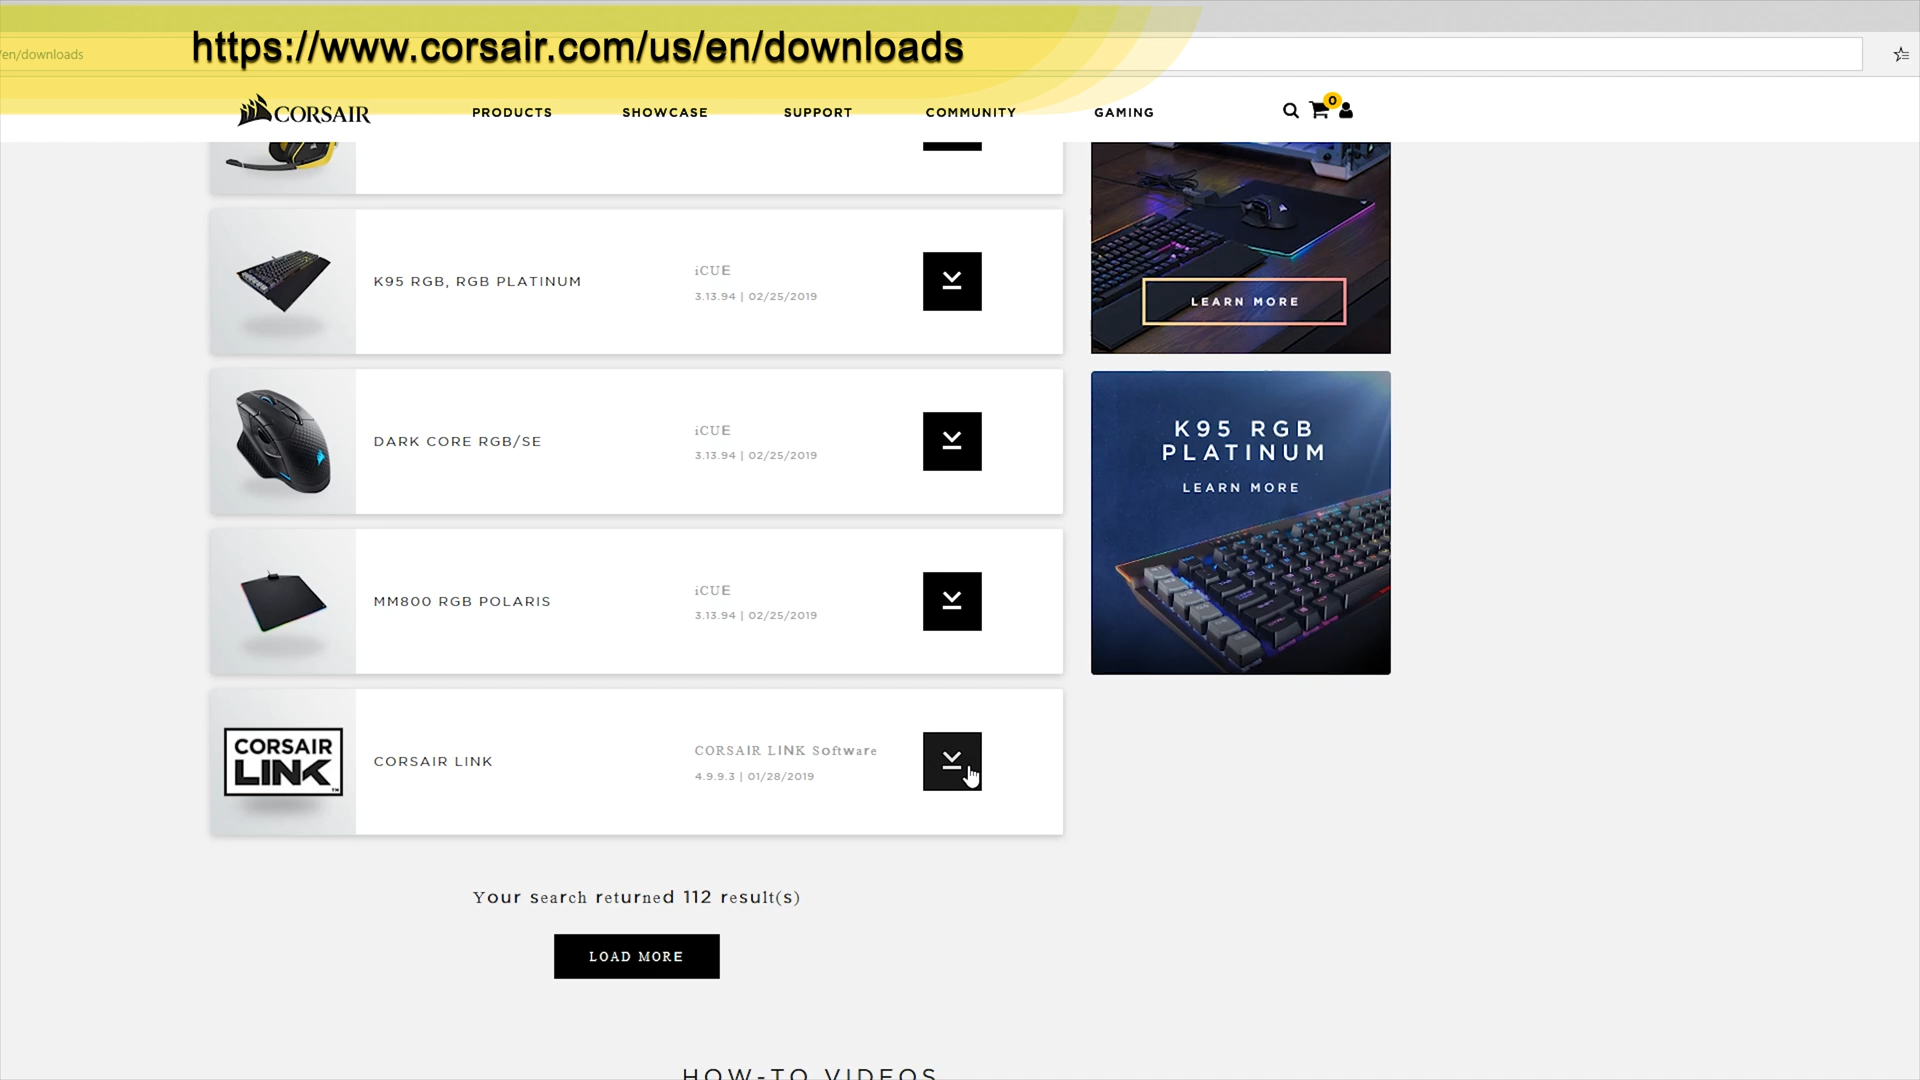 https://www.corsair.com/us/en/downloads
/en/downloads
CORSAIR
PRODUCTS
SHOWCASE
SUPPORT
COMMUNITY
GAMING
0
K95 RGB, RGB PLATINUM
iCUE
3.13.94 | 02/25/2019
LEARN MORE
DARK CORE RGB/SE
iCUE
3.13.94 | 02/25/2019
K95 RGB
PLATINUM
LEARN MORE
MM800 RGB POLARIS
iCUE
3.13.94 | 02/25/2019
CORSAIR
LINK™
CORSAIR LINK
CORSAIR LINK Software
4.9.9.3 | 01/28/2019
Your search returned 112 result(s)
LOAD MORE
HOW-TO VIDEOS